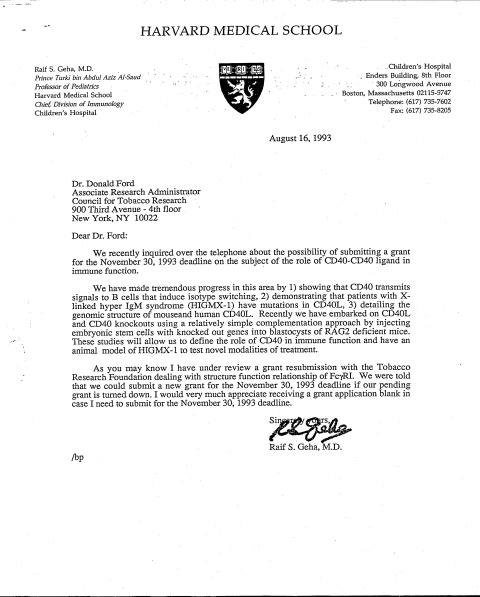 HARVARD MEDICAL SCHOOL
Raif S. Geha, M.D.
Prince Turki bin Abdul Aziz Al-Saud
Professor of Pediatrics
Harvard Medical School
Chief, Division of Immunology
Children's Hospital
Children's Hospital
Enders Building, 8th Floor
300 Longwood Avenue
Boston, Massachusetts 02115-5747
Telephone: (617) 735-7602
Fax: (617) 735-8205
August 16, 1993
Dr. Donald Ford
Associate Research Administrator
Council for Tobacco Research
900 Third Avenue - 4th floor
New York, NY 10022
Dear Dr. Ford:
We recently inquired over the telephone about the possibility of submitting a grant
for the November 30, 1993 deadline on the subject of the role of CD40-CD40 ligand in
immune function.
We have made tremendous progress in this area by 1) showing that CD40 transmits
signals to B cells that induce isotype switching, 2) demonstrating that patients with X-
linked hyper IgM syndrome (HIGMX-1) have mutations in CD40L, 3) detailing the
genomic structure of mouseand human CD40L. Recently we have embarked on CD40L
and CD40 knockouts using a relatively simple complementation approach by injecting
embryonic stem cells with knocked out genes into blastocysts of RAG2 deficient mice.
These studies will allow us to define the role of CD40 in immune function and have an
animal model of HIGMX-1 to test novel modalities of treatment.
As you may know I have under review a grant resubmission with the Tobacco
Research Foundation dealing with structure function relationship of FcγRI. We were told
that we could submit a new grant for the November 30, 1993 deadline if our pending
grant is turned down. I would very much appreciate receiving a grant application blank in
case I need to submit for the November 30, 1993 deadline.
Sincerely yours,
RS Geha
Raif S. Geha, M.D.
/bp